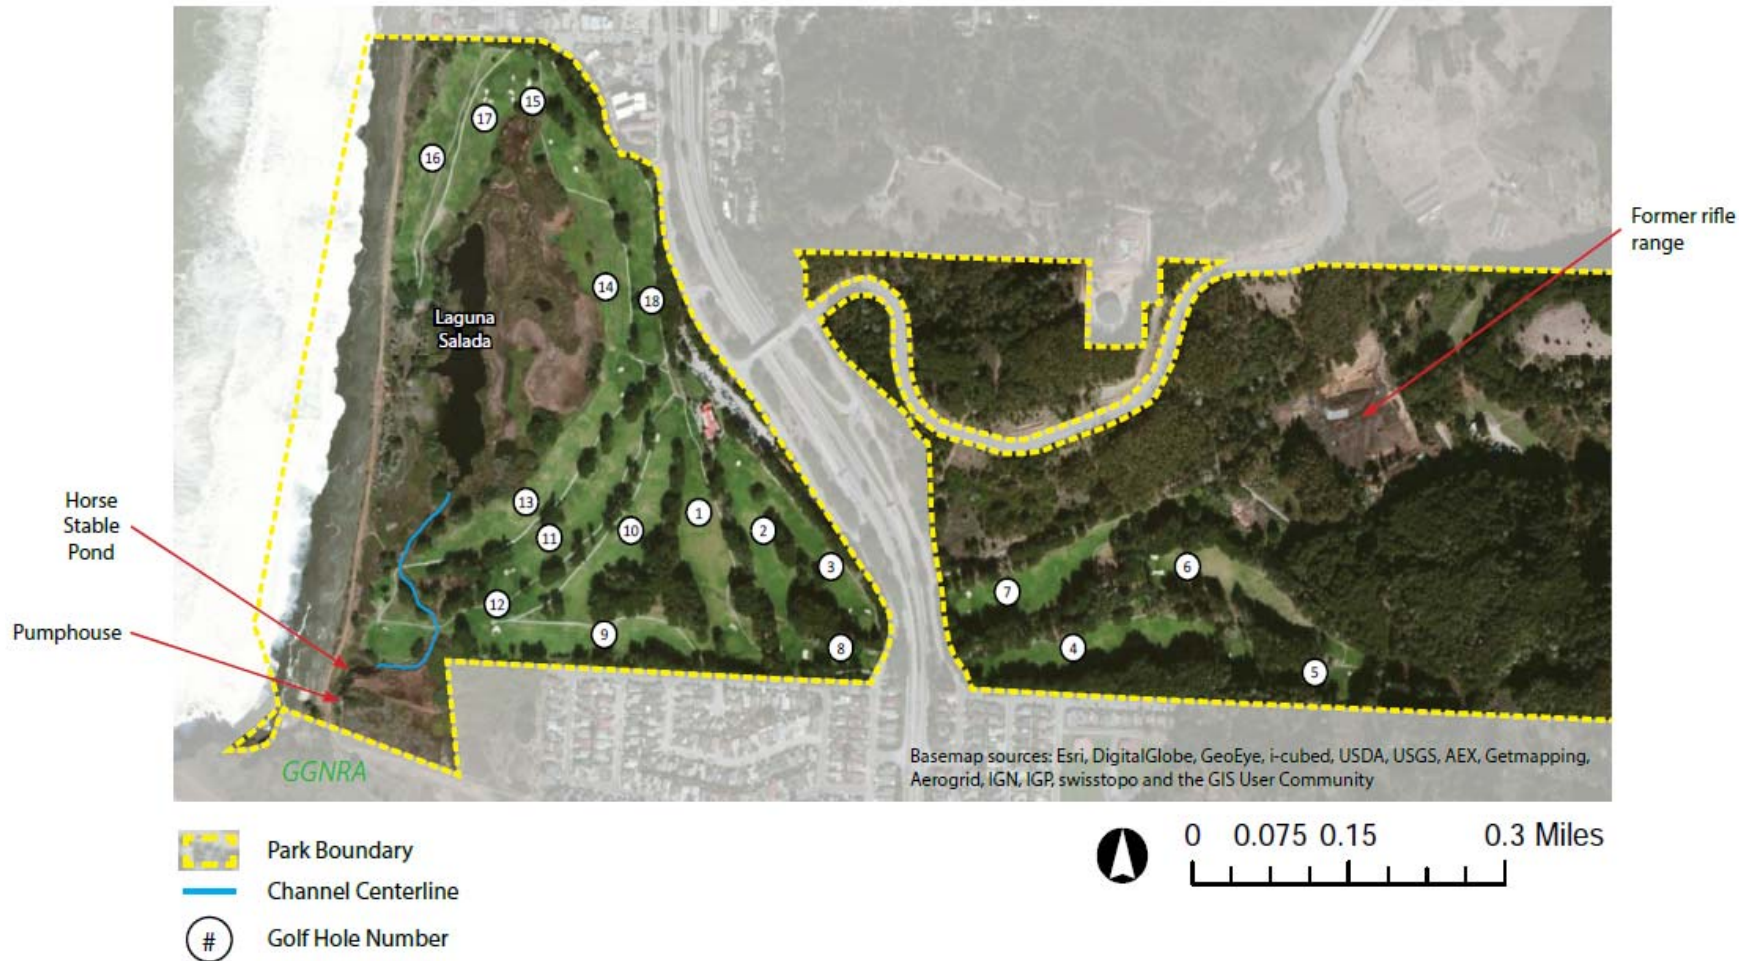 15
17
16
Former rifle
range
14
18
Laguna
Salada
Horse
Stable
Pond
13
11
10
1
2
3
6
7
12
9
8
4
5
Pumphouse
GGNRA
Basemap sources: Esri, DigitalGlobe, GeoEye, i-cubed, USDA, USGS, AEX, Getmapping,
Aerogrid, IGN, IGP, swisstopo and the GIS User Community
Park Boundary
Channel Centerline
# Golf Hole Number
0 0.075 0.15 0.3 Miles